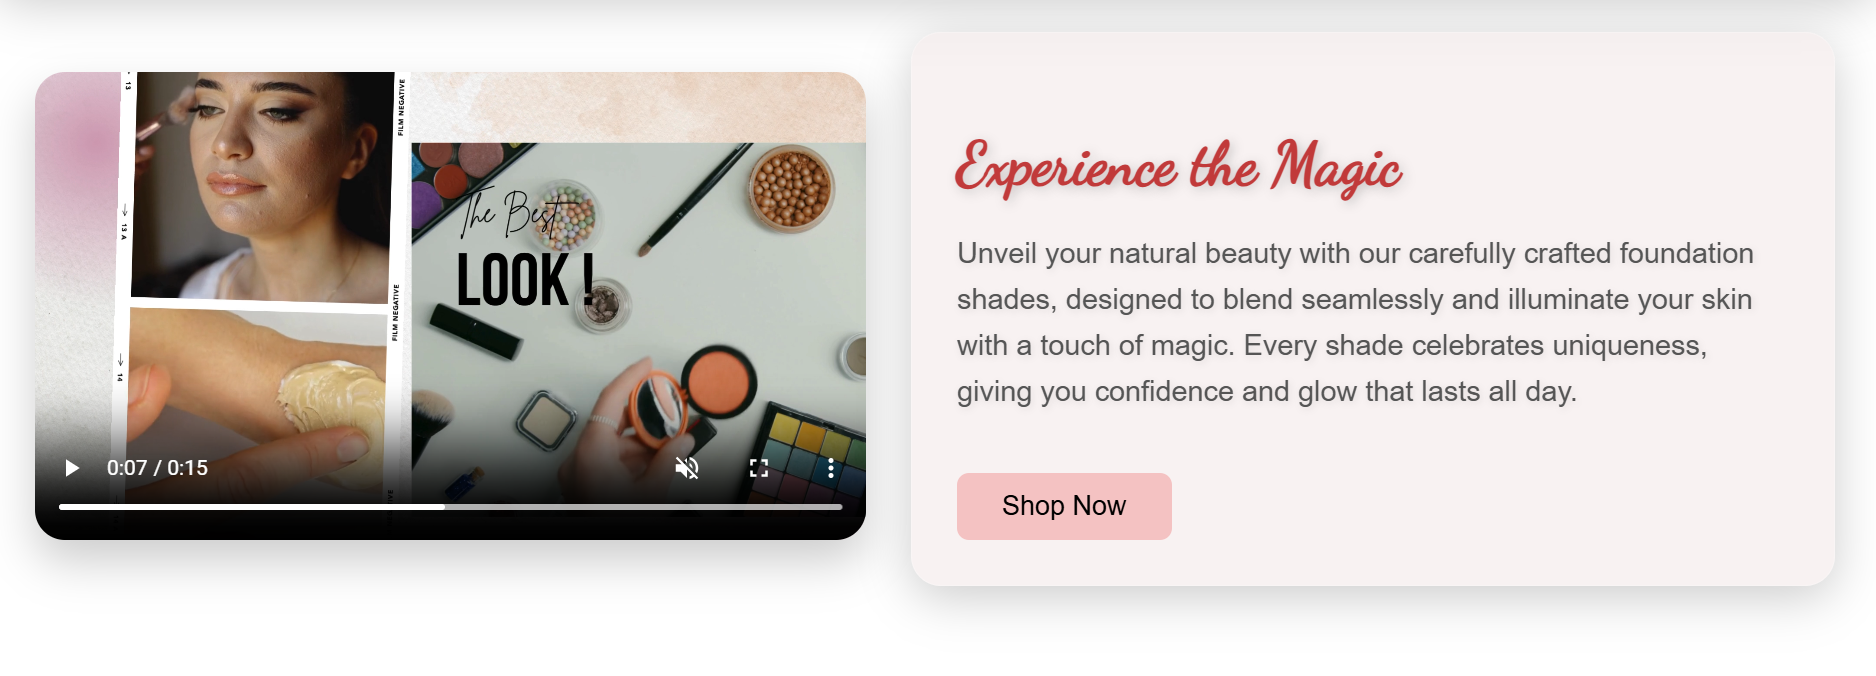 13
FILM NEGATIVE
The Best
LOOK !
13 A
FILM NEGATIVE
14
0:07 / 0:15
Experience the Magic
Unveil your natural beauty with our carefully crafted foundation
shades, designed to blend seamlessly and illuminate your skin
with a touch of magic. Every shade celebrates uniqueness,
giving you confidence and glow that lasts all day.
Shop Now